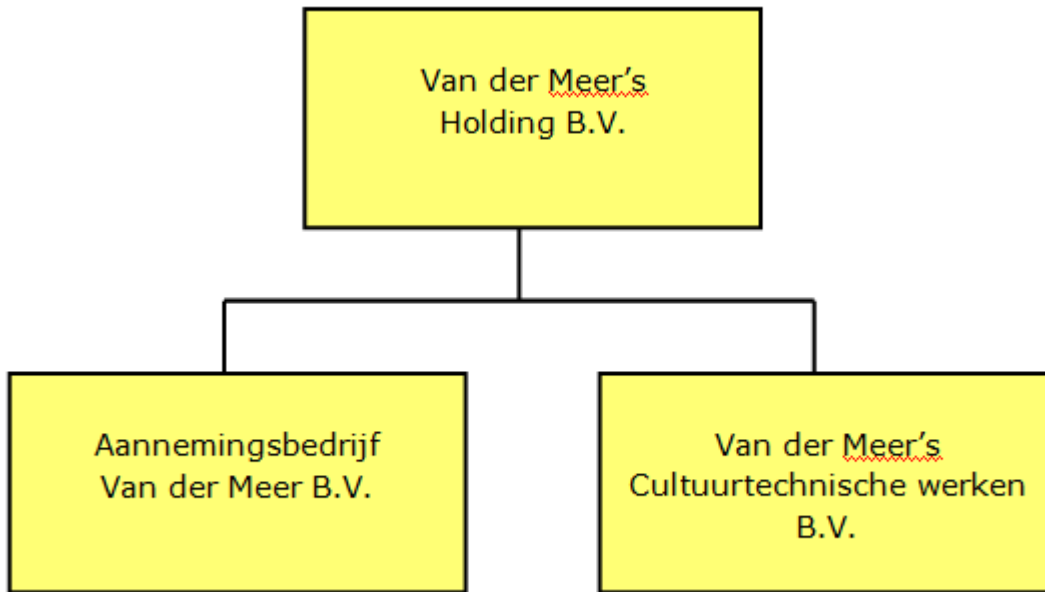 Van der Meer’s
Holding B.V.
Aannemingsbedrijf
Van der Meer B.V.
Van der Meer’s
Cultuurtechnische werken
B.V.